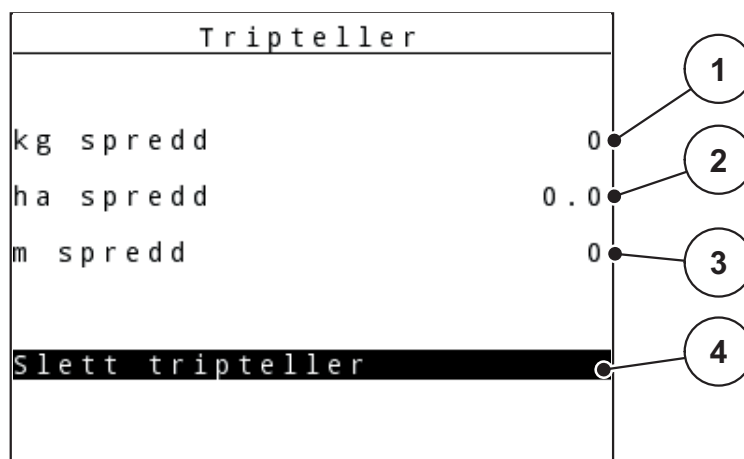 Tripteller
kg spredd 0 1
ha spredd 0.0 2
m spredd 0 3
Slett tripteller 4